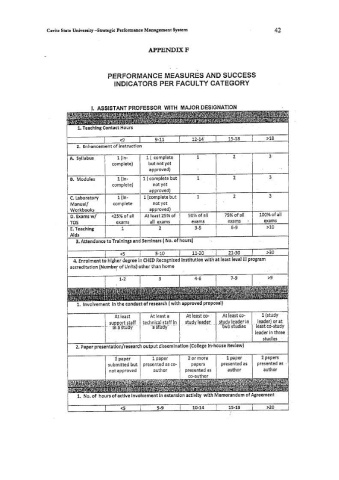 Cavite State University –Strategic Performance Management System 42
APPENDIX F
PERFORMANCE MEASURES AND SUCCESS
INDICATORS PER FACULTY CATEGORY
I. ASSISTANT PROFESSOR WITH MAJOR DESIGNATION
1. Teaching Contact Hours
<9 9-11 12-14 15-18 >18
2. Enhancement of instruction
A. Syllabus 1 (in-complete) 1 ( complete but not yet approved) 1 2 3
B. Modules 1 (in-complete) 1 (complete but not yet approved) 1 2 3
C. Laboratory Manual/ Workbooks 1 (in-complete 1 (complete but not yet approved) 1 2 3
D. Exams w/ TOS <25% of all exams At least 25% of all exams 50% of all exams 75% of all exams 100% of all exams
E. Teaching Aids 1 2 3-5 6-9 >10
3. Attendance to Trainings and Seminars ( No. of hours)
<5 5-10 11-20 21-30 >30
4. Enrolment to higher degree in CHED Recognized Institution with at least level III program
accreditation (Number of Units) other than home
1-2 3 4-6 7-9 >9
1. Involvement in the conduct of research ( with approved proposal)
At least support staff in a study At least a technical staff in a study At least co-study leader At least co-study leader in two studies 1 (study leader) or at least co-study leader in three studies
2. Paper presentation/research output dissemination (College In-house Review)
1 paper submitted but not approved 1 paper presented as co-author 2 or more papers presented as co-author 1 paper presented as author 2 papers presented as author
1. No. of hours of active involvement in extension activity with Memorandum of Agreement
<5 5-9 10-14 15-19 >20